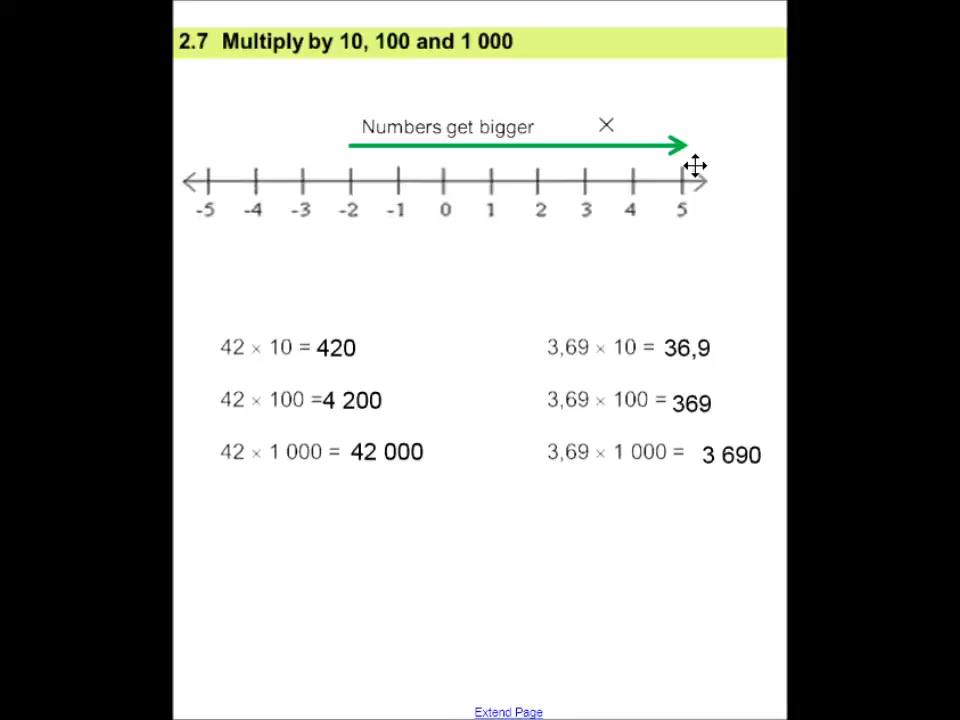 2.7 Multiply by 10, 100 and 1 000
Numbers get bigger ×
-5 -4 -3 -2 -1 0 1 2 3 4 5
42 × 10 = 420
42 × 100 =4 200
42 × 1 000 = 42 000
3,69 × 10 = 36,9
3,69 × 100 = 369
3,69 × 1 000 = 3 690
Extend Page